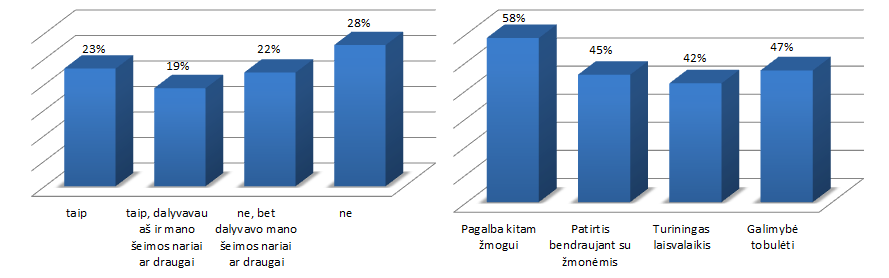 23%
19%
22%
28%
taip
taip, dalyvavau
aš ir mano
šeimos nariai
ar draugai
ne, bet
dalyvavo mano
šeimos nariai
ar draugai
ne
58%
45%
42%
47%
Pagalba kitam
žmogui
Patirtis
bendraujant su
žmonėmis
Turiningas
laisvalaikis
Galimybė
tobulėti